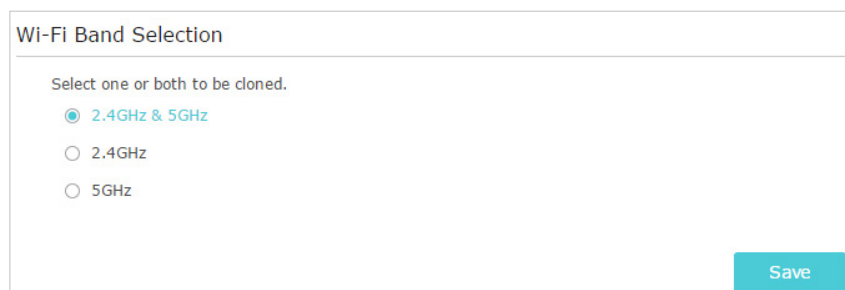 Wi-Fi Band Selection
Select one or both to be cloned.
2.4GHz & 5GHz
2.4GHz
5GHz
Save